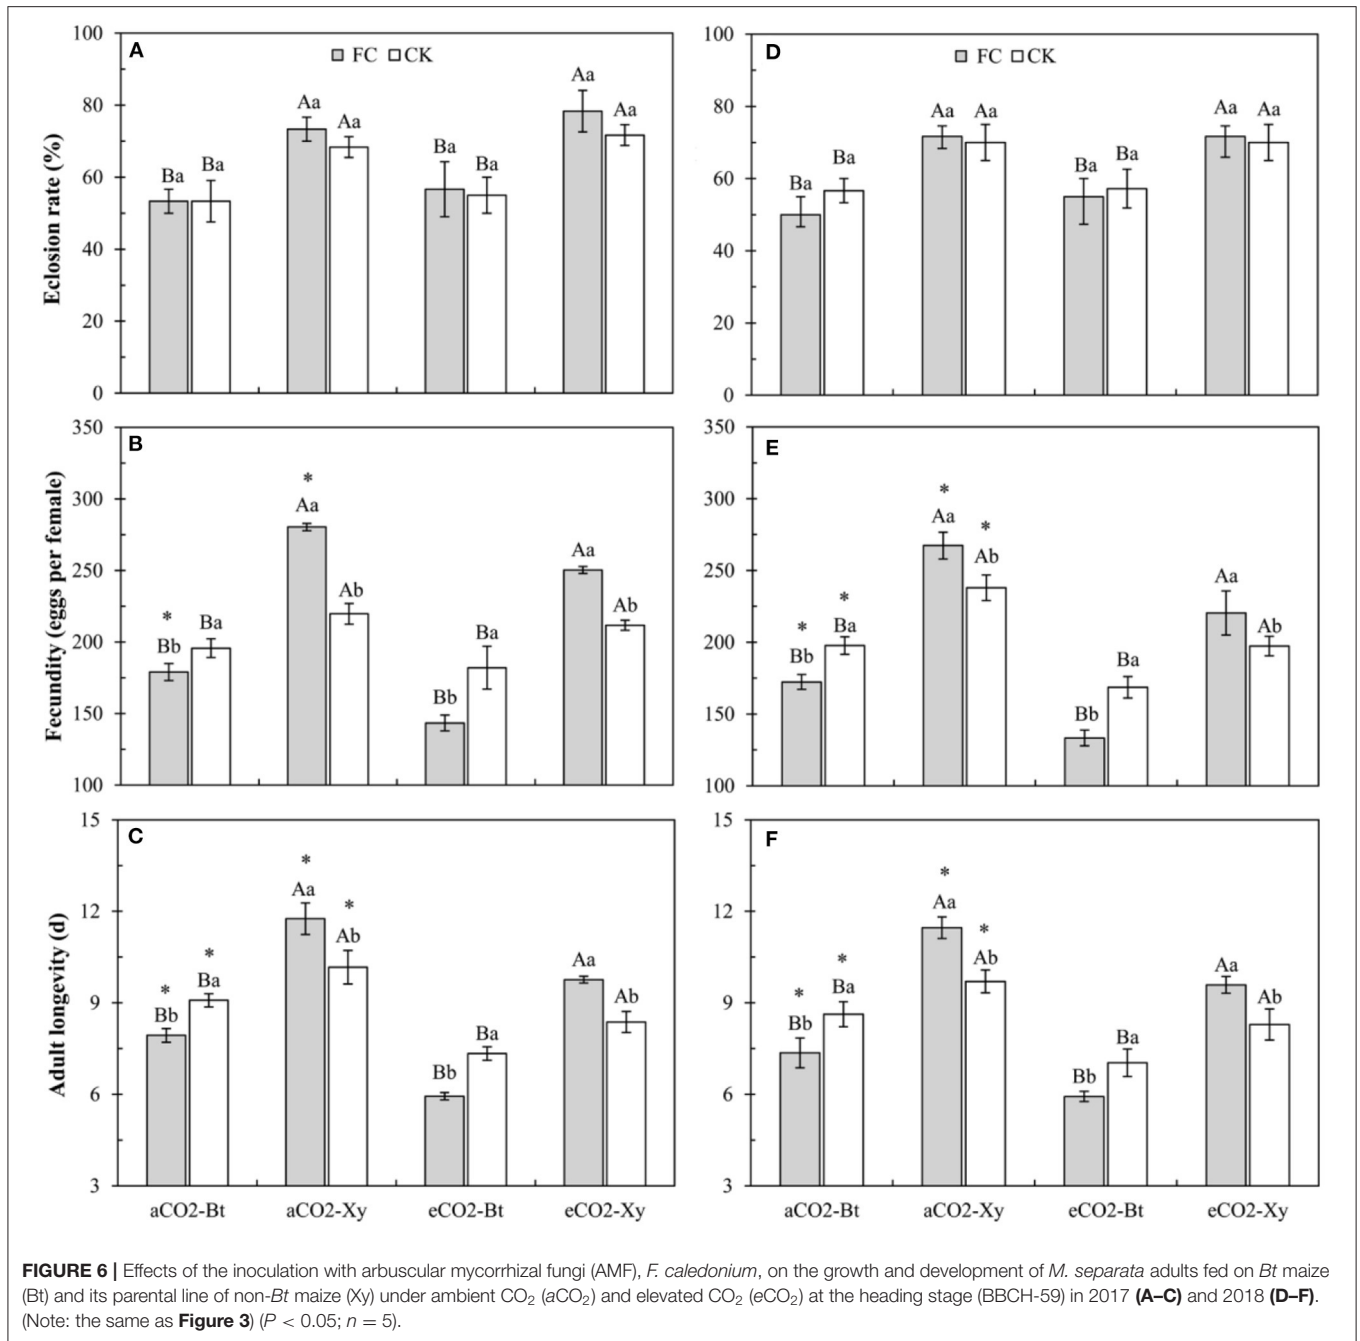 A
FC CK
Eclosion rate (%)
100
80
60
40
20
0
Ba Ba Aa Aa Ba Ba Aa Aa
D
FC CK
100
80
60
40
20
0
Ba Ba Aa Aa Ba Ba Aa Aa
B
Fecundity (eggs per female)
350
300
250
200
150
100
* *
Bb Ba Aa Ab Bb Ba Aa Ab
E
350
300
250
200
150
100
* * * *
Bb Ba Aa Ab Bb Ba Aa Ab
C
Adult longevity (d)
15
12
9
6
3
* * * *
Bb Ba Aa Ab Bb Ba Aa Ab
aCO2-Bt aCO2-Xy eCO2-Bt eCO2-Xy
F
15
12
9
6
3
* * * *
Bb Ba Aa Ab Bb Ba Aa Ab
aCO2-Bt aCO2-Xy eCO2-Bt eCO2-Xy
FIGURE 6 | Effects of the inoculation with arbuscular mycorrhizal fungi (AMF), F. caledonium, on the growth and development of M. separata adults fed on Bt maize
(Bt) and its parental line of non-Bt maize (Xy) under ambient CO₂ (aCO₂) and elevated CO₂ (eCO₂) at the heading stage (BBCH-59) in 2017 (A–C) and 2018 (D–F).
(Note: the same as Figure 3) (P < 0.05; n = 5).